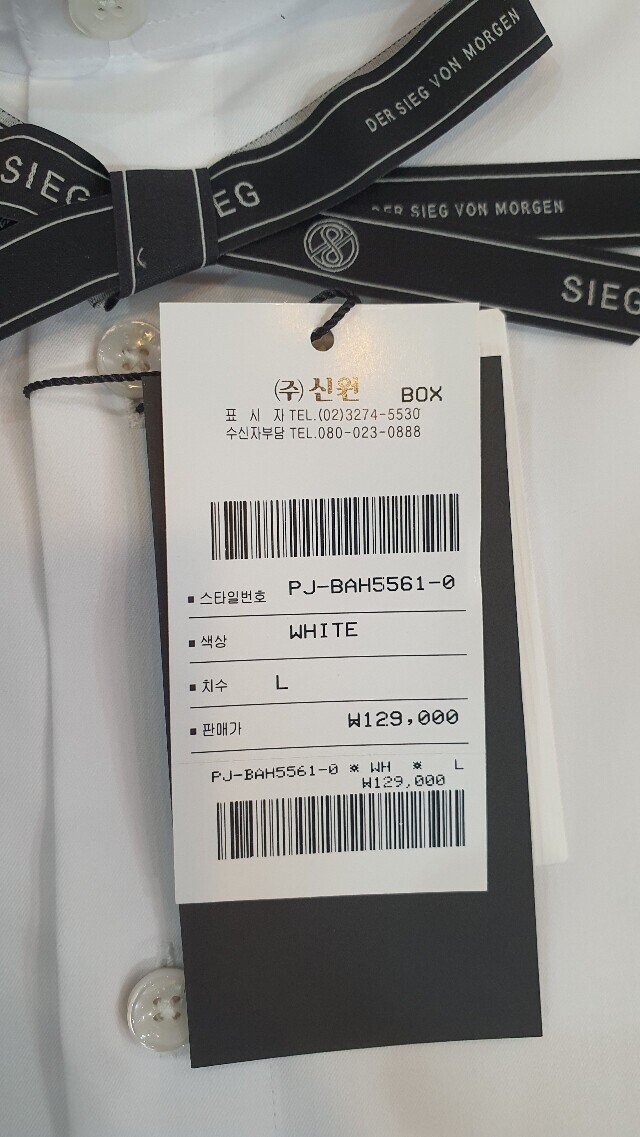 DER SIEG VON MORGEN
SIEG
EG
DER SIEG VON MORGEN
SIEG
(주)신원 BOX
표 시 자 TEL.(02)3274-5530
수신자부담 TEL.080-023-0888
▪ 스타일번호 PJ-BAH5561-0
▪ 색상 WHITE
▪ 치수 L
▪ 판매가 ₩129,000
PJ-BAH5561-0 ※ WH ※ L
₩129,000